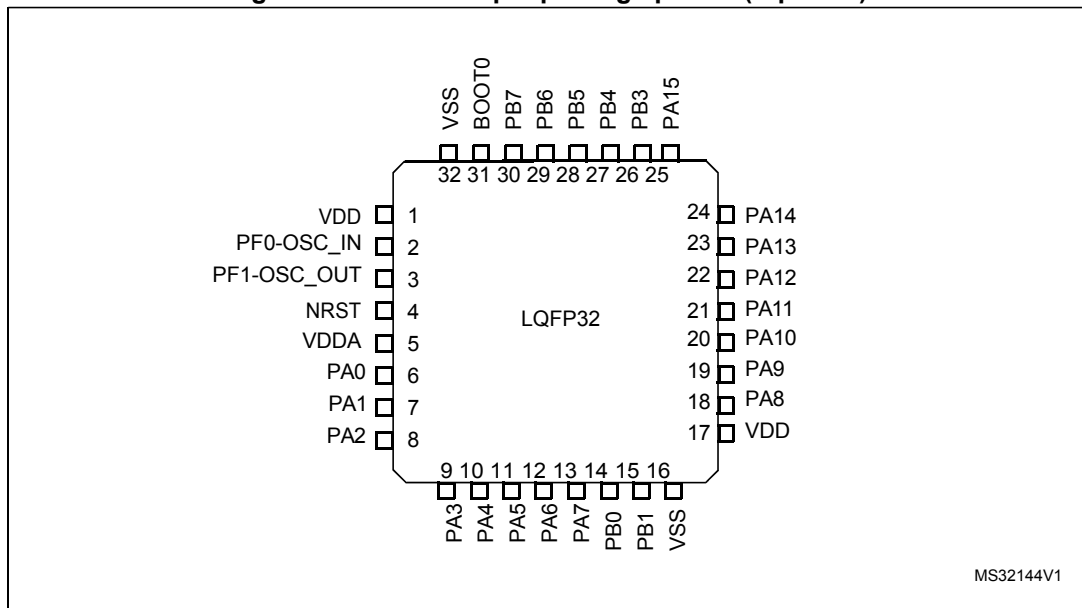 VSS
BOOT0
PB7
PB6
PB5
PB4
PB3
PA15
32 31 30 29 28 27 26 25
VDD 1
PF0-OSC_IN 2
PF1-OSC_OUT 3
NRST 4
VDDA 5
PA0 6
PA1 7
PA2 8
LQFP32
24 PA14
23 PA13
22 PA12
21 PA11
20 PA10
19 PA9
18 PA8
17 VDD
9 10 11 12 13 14 15 16
PA3
PA4
PA5
PA6
PA7
PB0
PB1
VSS
MS32144V1